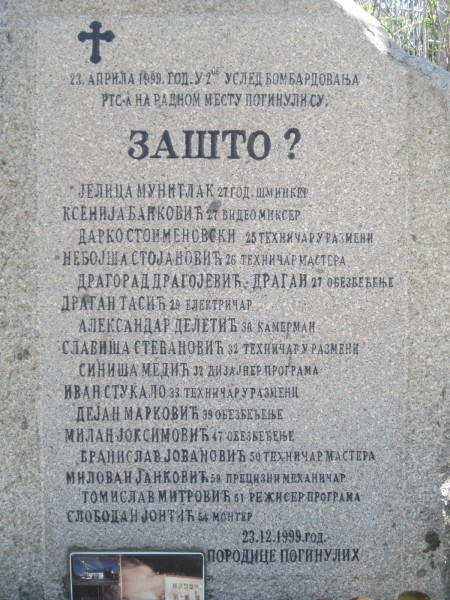 23. АПРИЛА 1999. ГОД. У 2¹⁰ УСЛЕД БОМБАРДОВАЊА
РТС-А НА РАДНОМ МЕСТУ ПОГИНУЛИ СУ:
ЗАШТО ?
ЈЕЛИЦА МУНИТЛАК 27 ГОД. ШМИНКЕР
КСЕНИЈА БАНКОВИЋ 27 ВИДЕО МИКСЕР
ДАРКО СТОИМЕНОВСКИ 25 ТЕХНИЧАР У РАЗМЕНИ
НЕБОЈША СТОЈАНОВИЋ 26 ТЕХНИЧАР МАСТЕРА
ДРАГОРАД ДРАГОЈЕВИЋ - ДРАГАН 27 ОБЕЗБЕЂЕЊЕ
ДРАГАН ТАСИЋ 29 ЕЛЕКТРИЧАР
АЛЕКСАНДАР ДЕЛЕТИЋ 30 КАМЕРМАН
СЛАВИША СТЕВАНОВИЋ 32 ТЕХНИЧАР У РАЗМЕНИ
СИНИША МЕДИЋ 32 ДИЗАЈНЕР ПРОГРАМА
ИВАН СТУКАЛО 33 ТЕХНИЧАР У РАЗМЕНИ
ДЕЈАН МАРКОВИЋ 39 ОБЕЗБЕЂЕЊЕ
МИЛАН ЈОКСИМОВИЋ 47 ОБЕЗБЕЂЕЊЕ
БРАНИСЛАВ ЈОВАНОВИЋ 50 ТЕХНИЧАР МАСТЕРА
МИЛОВАН ЈАНКОВИЋ 59 ПРЕЦИЗНИ МЕХАНИЧАР
ТОМИСЛАВ МИТРОВИЋ 61 РЕЖИСЕР ПРОГРАМА
СЛОБОДАН ЈОНТИЋ 54 МОНТЕР
23.12.1999.ГОД.
ПОРОДИЦЕ ПОГИНУЛИХ